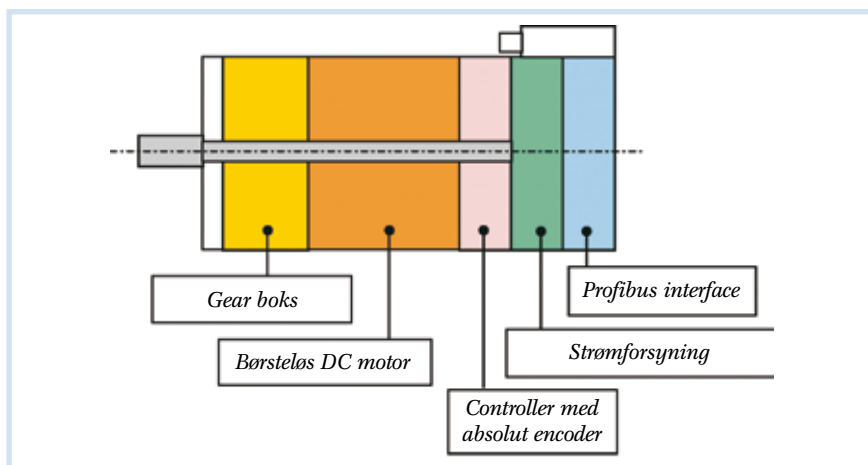 Gear boks
Profibus interface
Børsteløs DC motor
Strømforsyning
Controller med
absolut encoder